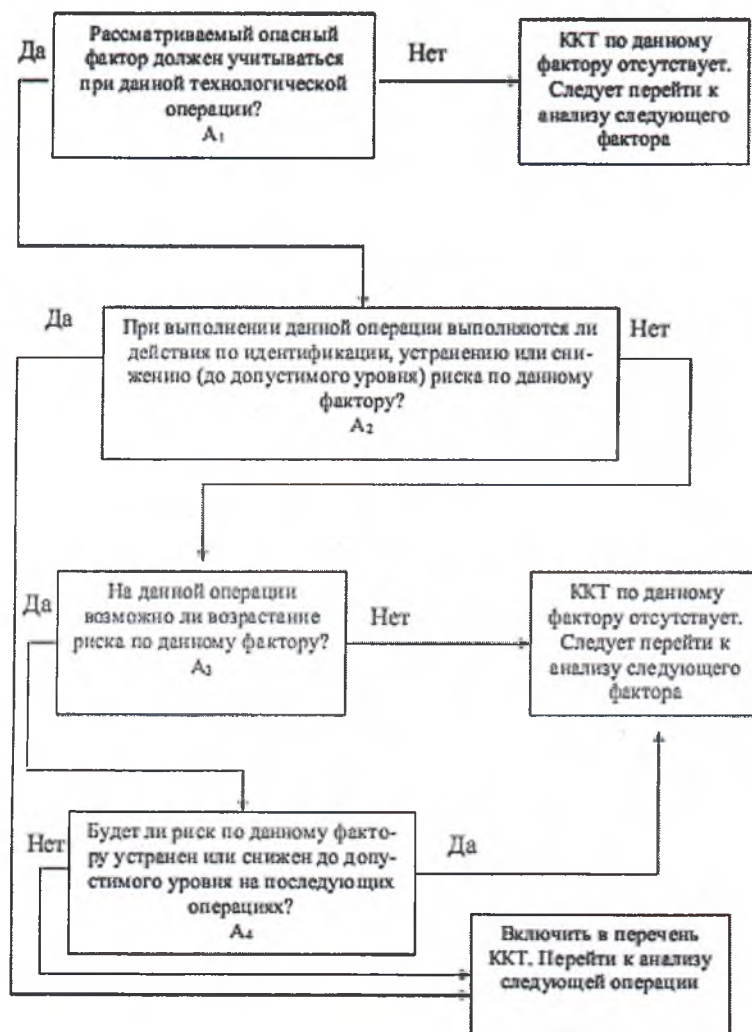 Да
Рассматриваемый опасный
фактор должен учитываться
при данной технологической
операции?
А₁
Нет
ККТ по данному
фактору отсутствует.
Следует перейти к
анализу следующего
фактора
Да
При выполнении данной операции выполняются ли
действия по идентификации, устранению или сни-
жению (до допустимого уровня) риска по данному
фактору?
А₂
Нет
Да
На данной операции
возможно ли возрастание
риска по данному фактору?
А₃
Нет
ККТ по данному
фактору отсутствует.
Следует перейти к
анализу следующего
фактора
Нет
Будет ли риск по данному факто-
ру устранен или снижен до допу-
стимого уровня на последующих
операциях?
А₄
Да
Включить в перечень
ККТ. Перейти к анализу
следующей операции